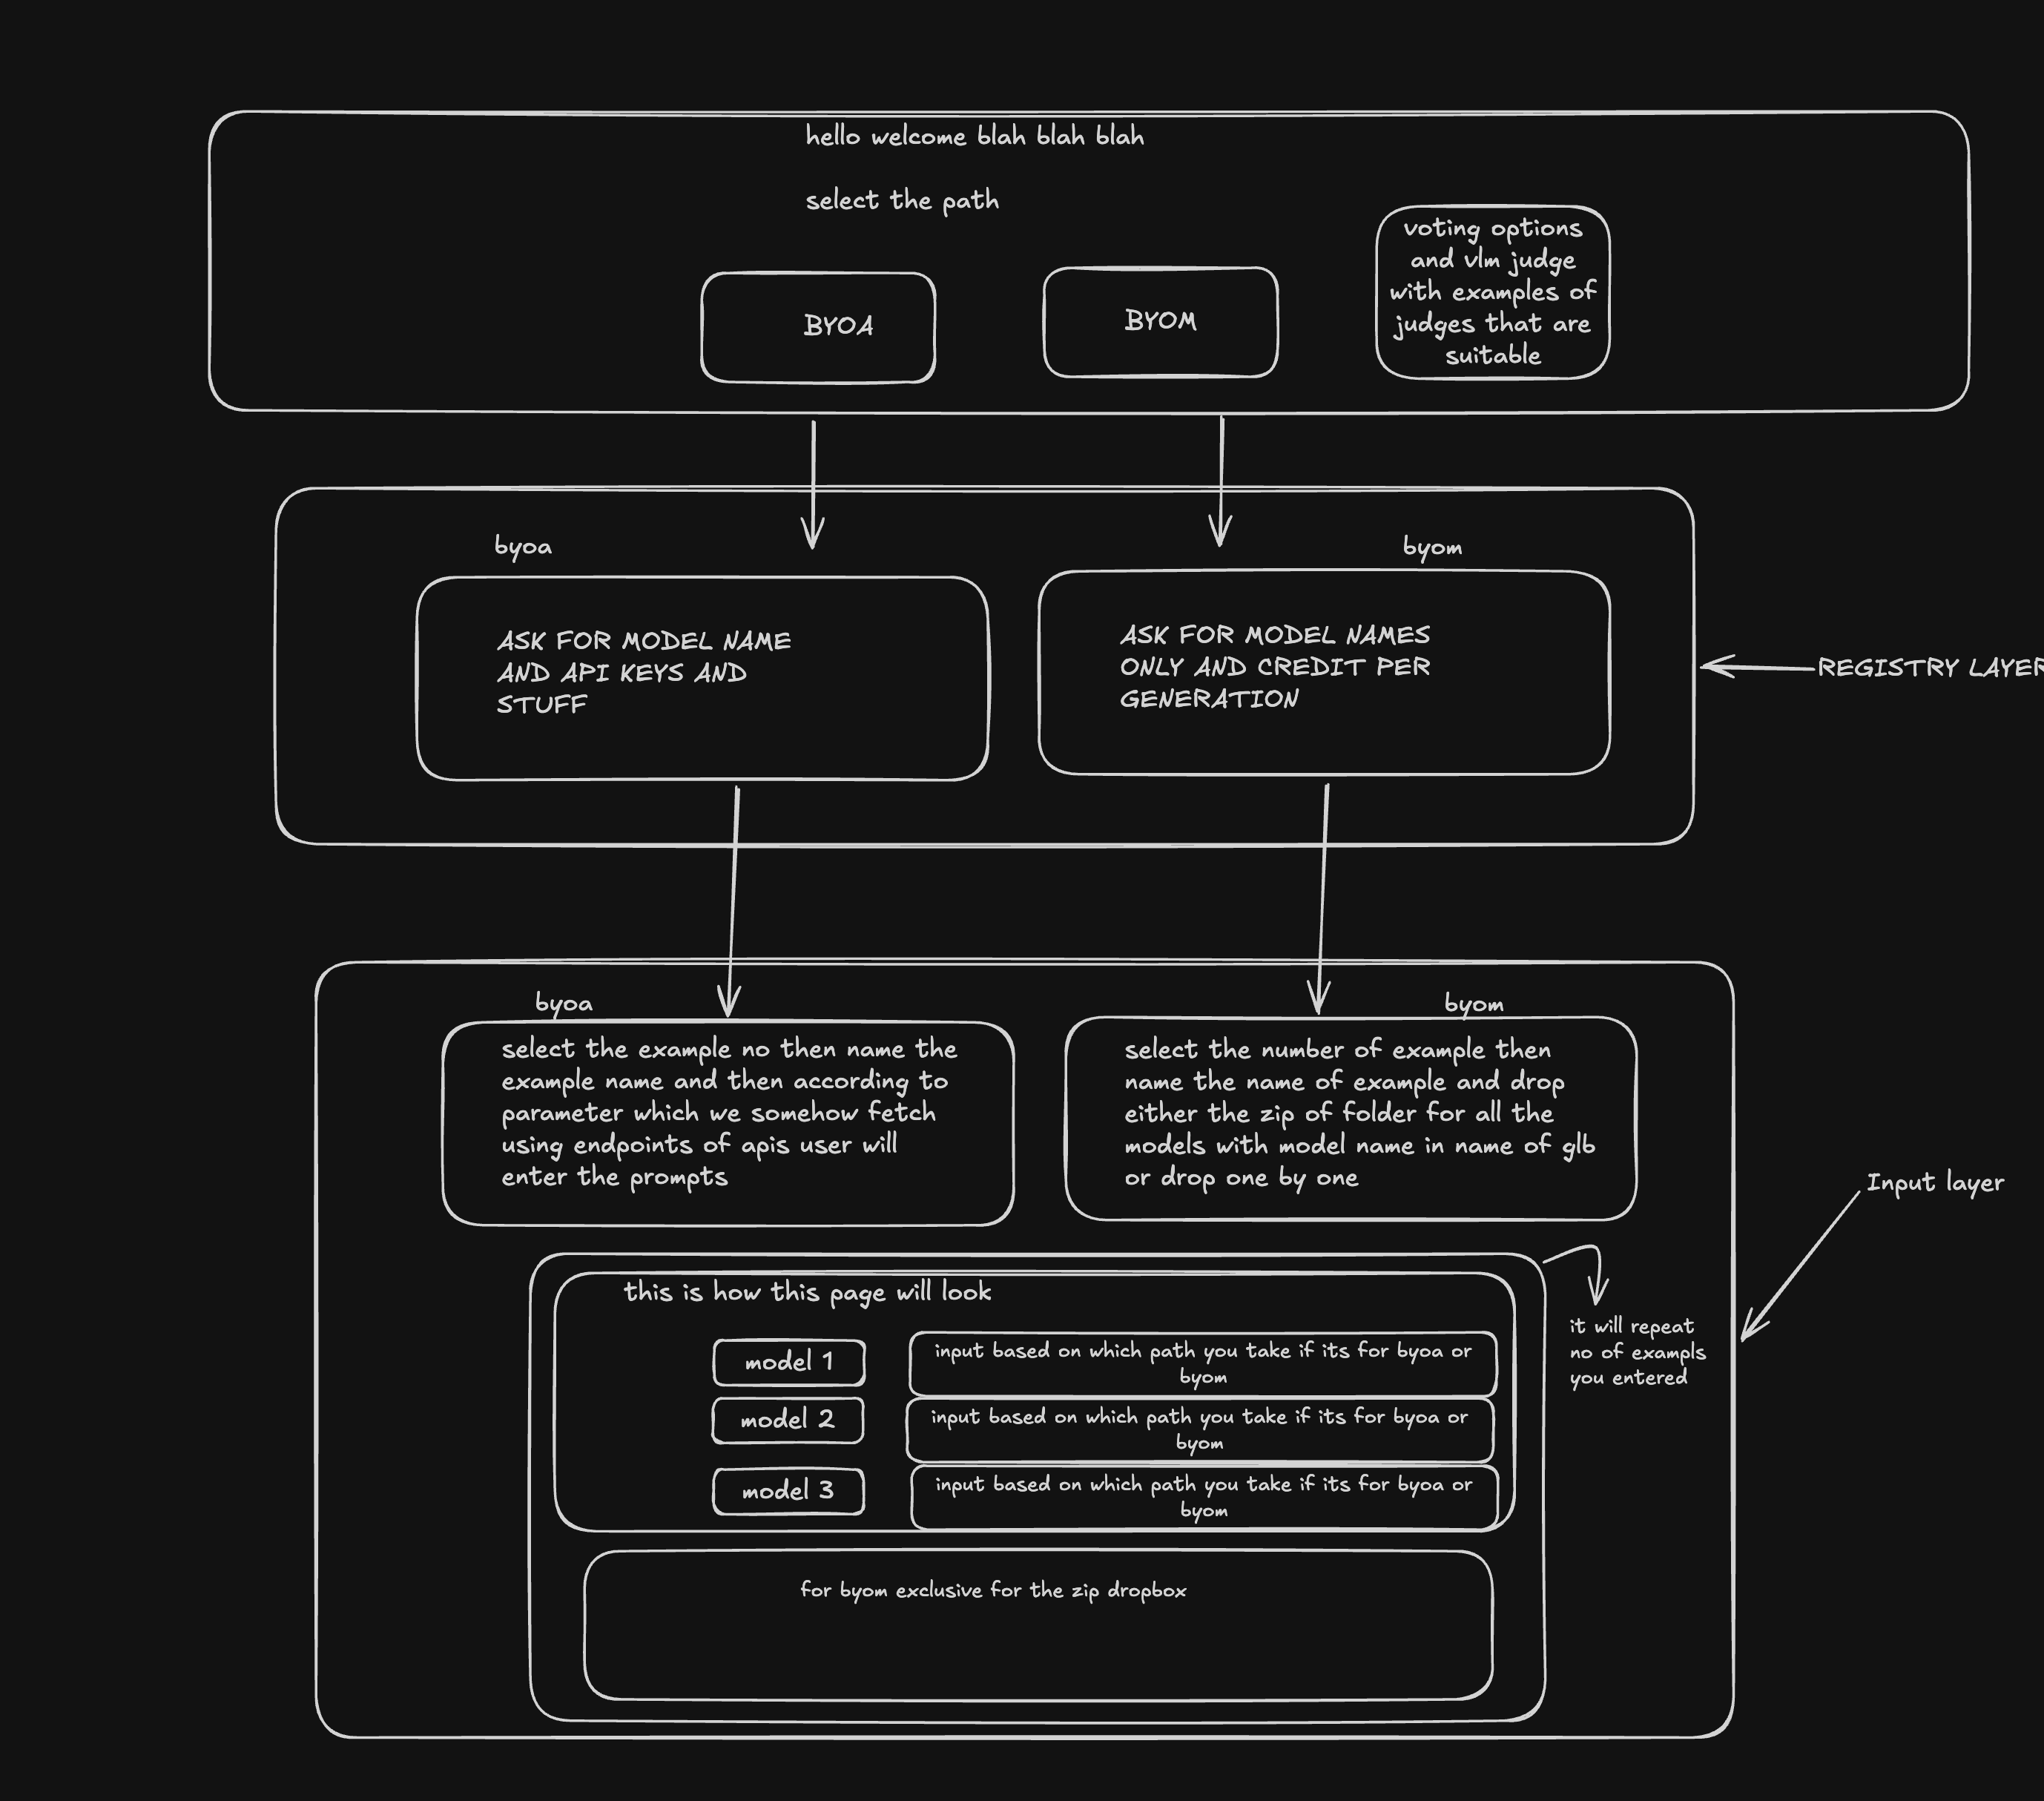 hello welcome blah blah blah
select the path
BYOA
BYOM
voting options
and vlm judge
with examples of
judges that are
suitable
byoa
byom
ASK FOR MODEL NAME
AND API KEYS AND
STUFF
ASK FOR MODEL NAMES
ONLY AND CREDIT PER
GENERATION
REGISTRY LAYER
byoa
byom
select the example no then name the
example name and then according to
parameter which we somehow fetch
using endpoints of apis user will
enter the prompts
select the number of example then
name the name of example and drop
either the zip of folder for all the
models with model name in name of glb
or drop one by one
Input layer
this is how this page will look
it will repeat
no of exampls
you entered
model 1
input based on which path you take if its for byoa or
byom
model 2
input based on which path you take if its for byoa or
byom
model 3
input based on which path you take if its for byoa or
byom
for byom exclusive for the zip dropbox